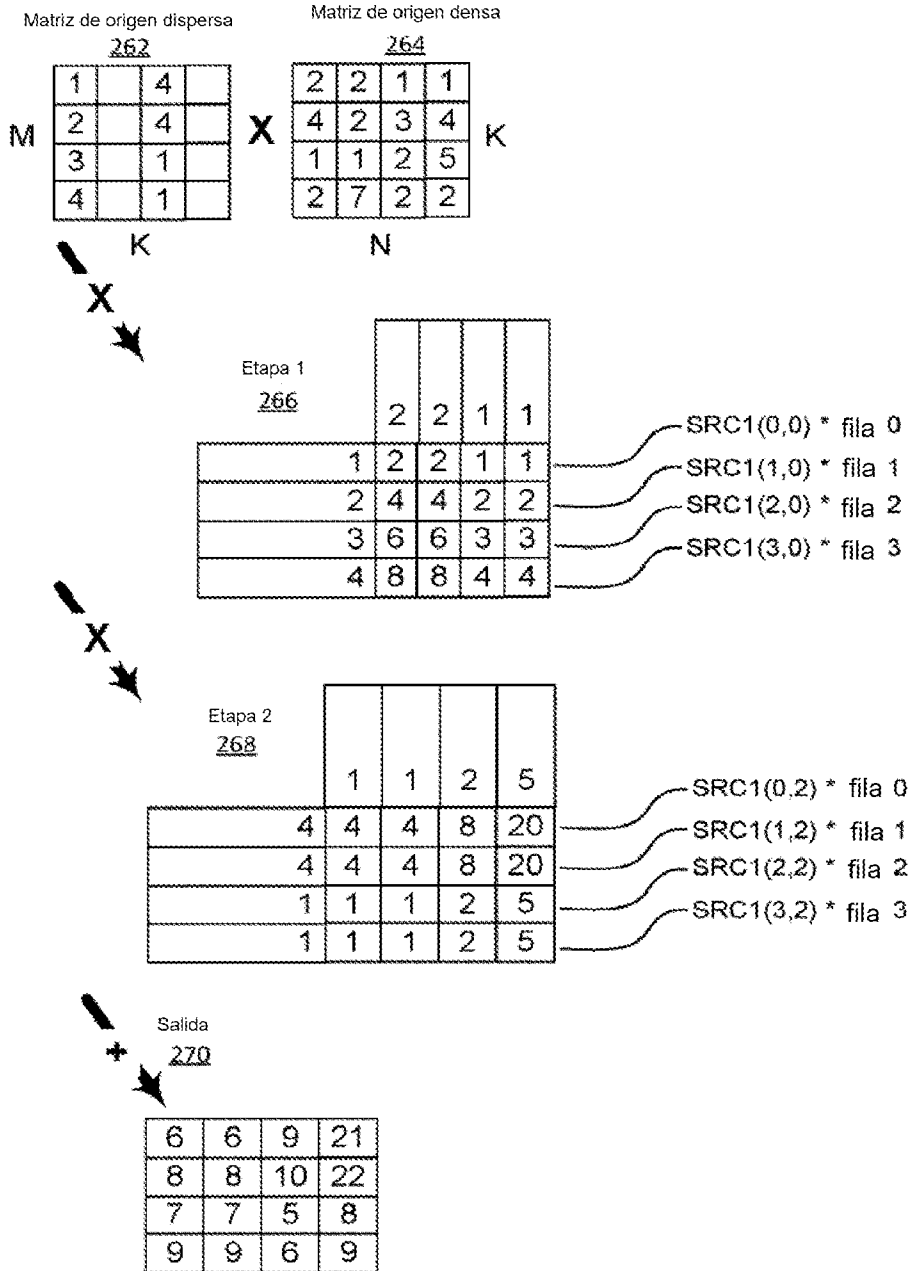 Matriz de origen dispersa
262
Matriz de origen densa
264
1 4
2 4
3 1
4 1
M
K
X
2 2 1 1
4 2 3 4
1 1 2 5
2 7 2 2
K
N
X
Etapa 1
266
2 2 1 1
1 2 2 1 1
2 4 4 2 2
3 6 6 3 3
4 8 8 4 4
SRC1(0,0) * fila 0
SRC1(1,0) * fila 1
SRC1(2,0) * fila 2
SRC1(3,0) * fila 3
X
Etapa 2
268
1 1 2 5
4 4 4 8 20
4 4 4 8 20
1 1 1 2 5
1 1 1 2 5
SRC1(0,2) * fila 0
SRC1(1,2) * fila 1
SRC1(2,2) * fila 2
SRC1(3,2) * fila 3
+
Salida
270
6 6 9 21
8 8 10 22
7 7 5 8
9 9 6 9